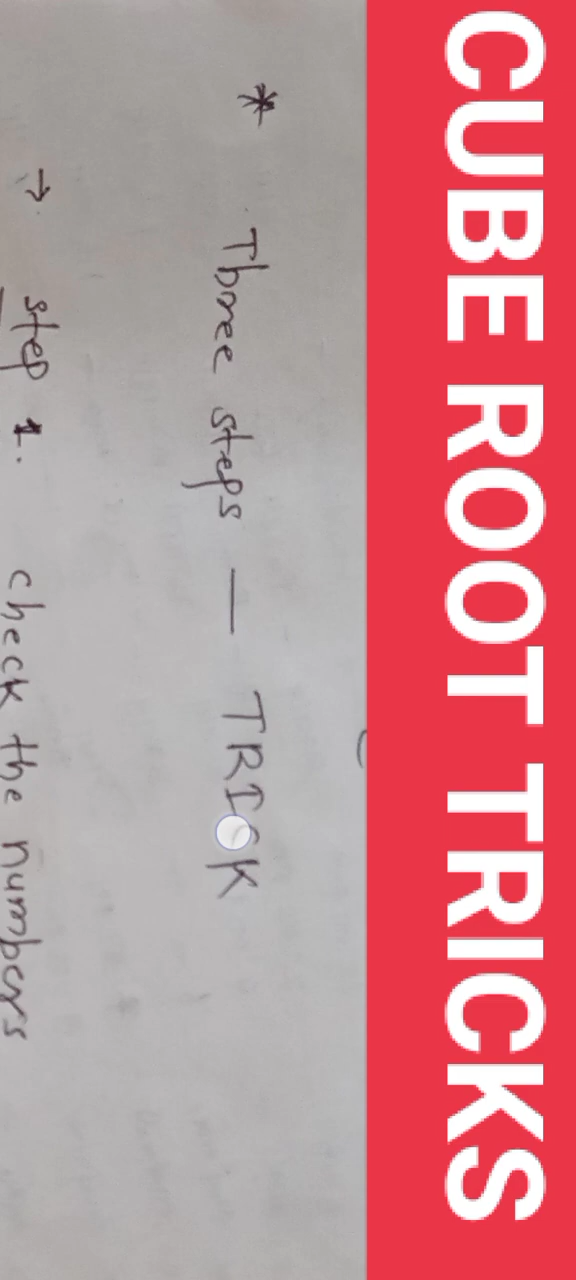 CUBE ROOT TRICKS
* Three steps — TRICK
→ step 1. check the numbers